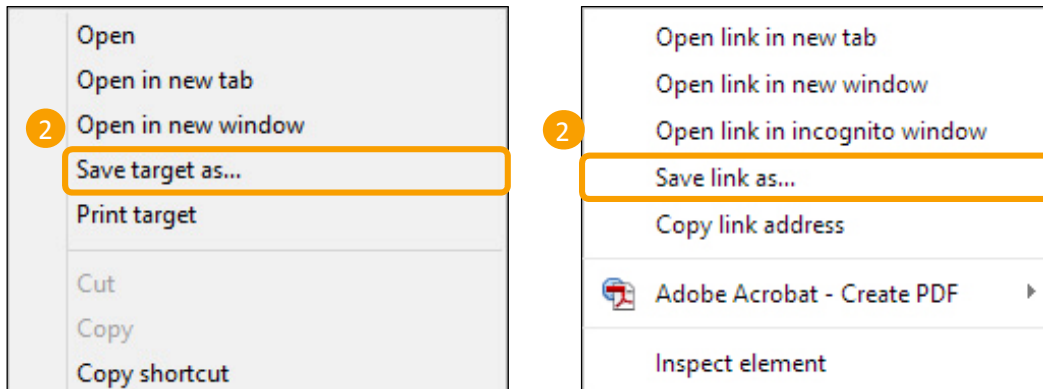 Open
Open in new tab
2 Open in new window
Save target as...
Print target
Cut
Copy
Copy shortcut
Open link in new tab
Open link in new window
2 Open link in incognito window
Save link as...
Copy link address
Adobe Acrobat - Create PDF
Inspect element